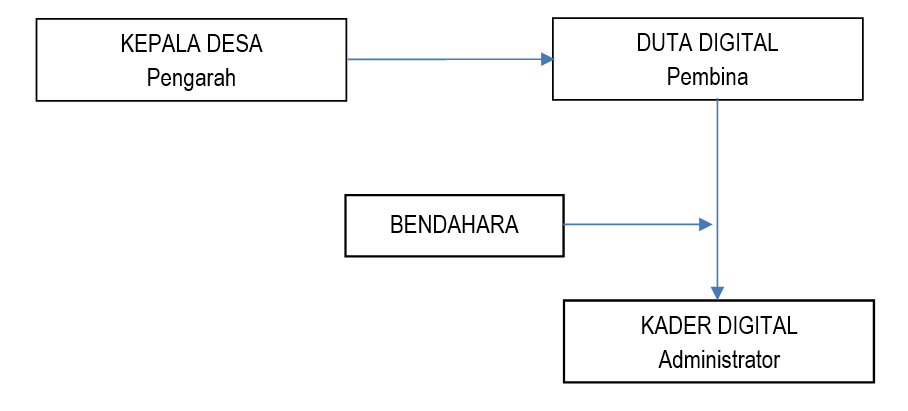 KEPALA DESA
Pengarah
DUTA DIGITAL
Pembina
BENDAHARA
KADER DIGITAL
Administrator